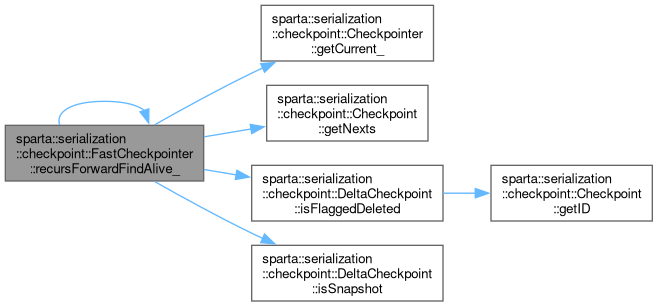 sparta::serialization
::checkpoint::Checkpointer
::getCurrent_
sparta::serialization
::checkpoint::Checkpoint
::getNexts
sparta::serialization
::checkpoint::FastCheckpointer
::recursForwardFindAlive_
sparta::serialization
::checkpoint::DeltaCheckpoint
::isFlaggedDeleted
sparta::serialization
::checkpoint::Checkpoint
::getID
sparta::serialization
::checkpoint::DeltaCheckpoint
::isSnapshot